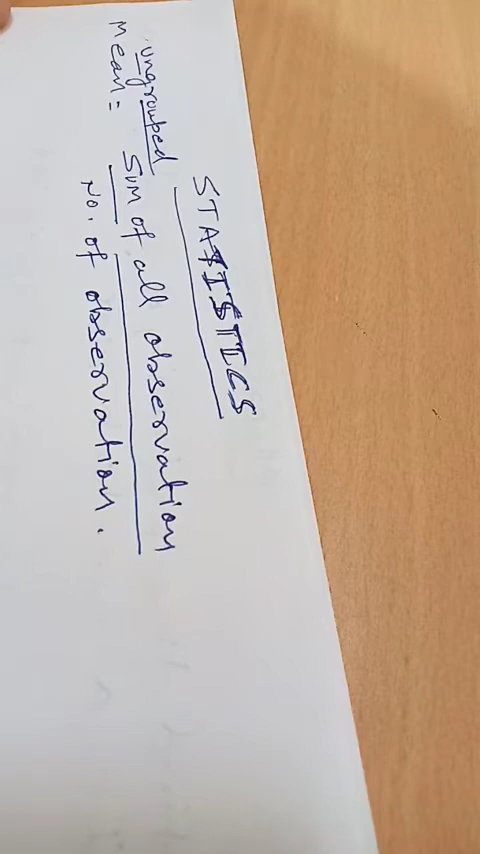 STATISTICS
ungrouped
Mean = Sum of all observation
No. of observation.